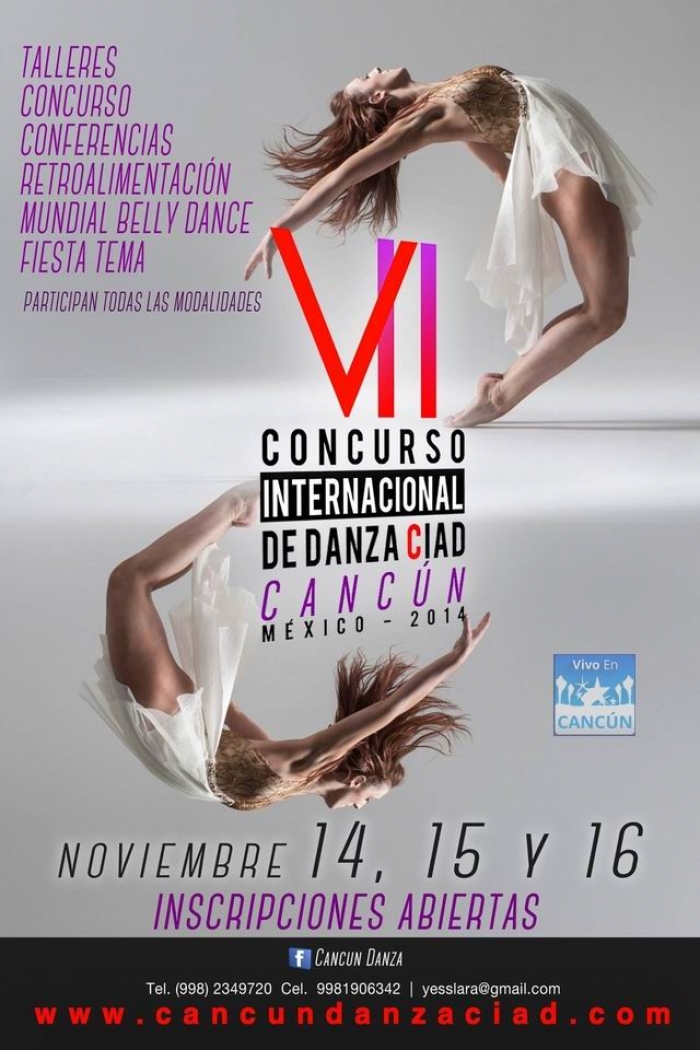 TALLERES
CONCURSO
CONFERENCIAS
RETROALIMENTACIÓN
MUNDIAL BELLY DANCE
FIESTA TEMA
PARTICIPAN TODAS LAS MODALIDADES
VII
CONCURSO
INTERNACIONAL
DE DANZA CIAD
CANCÚN
MÉXICO - 2014
Vivo En
CANCÚN
NOVIEMBRE 14, 15 Y 16
INSCRIPCIONES ABIERTAS
f CANCUN DANZA
Tel. (998) 2349720 Cel. 9981906342 | yesslara@gmail.com
www.cancundanzaciad.com